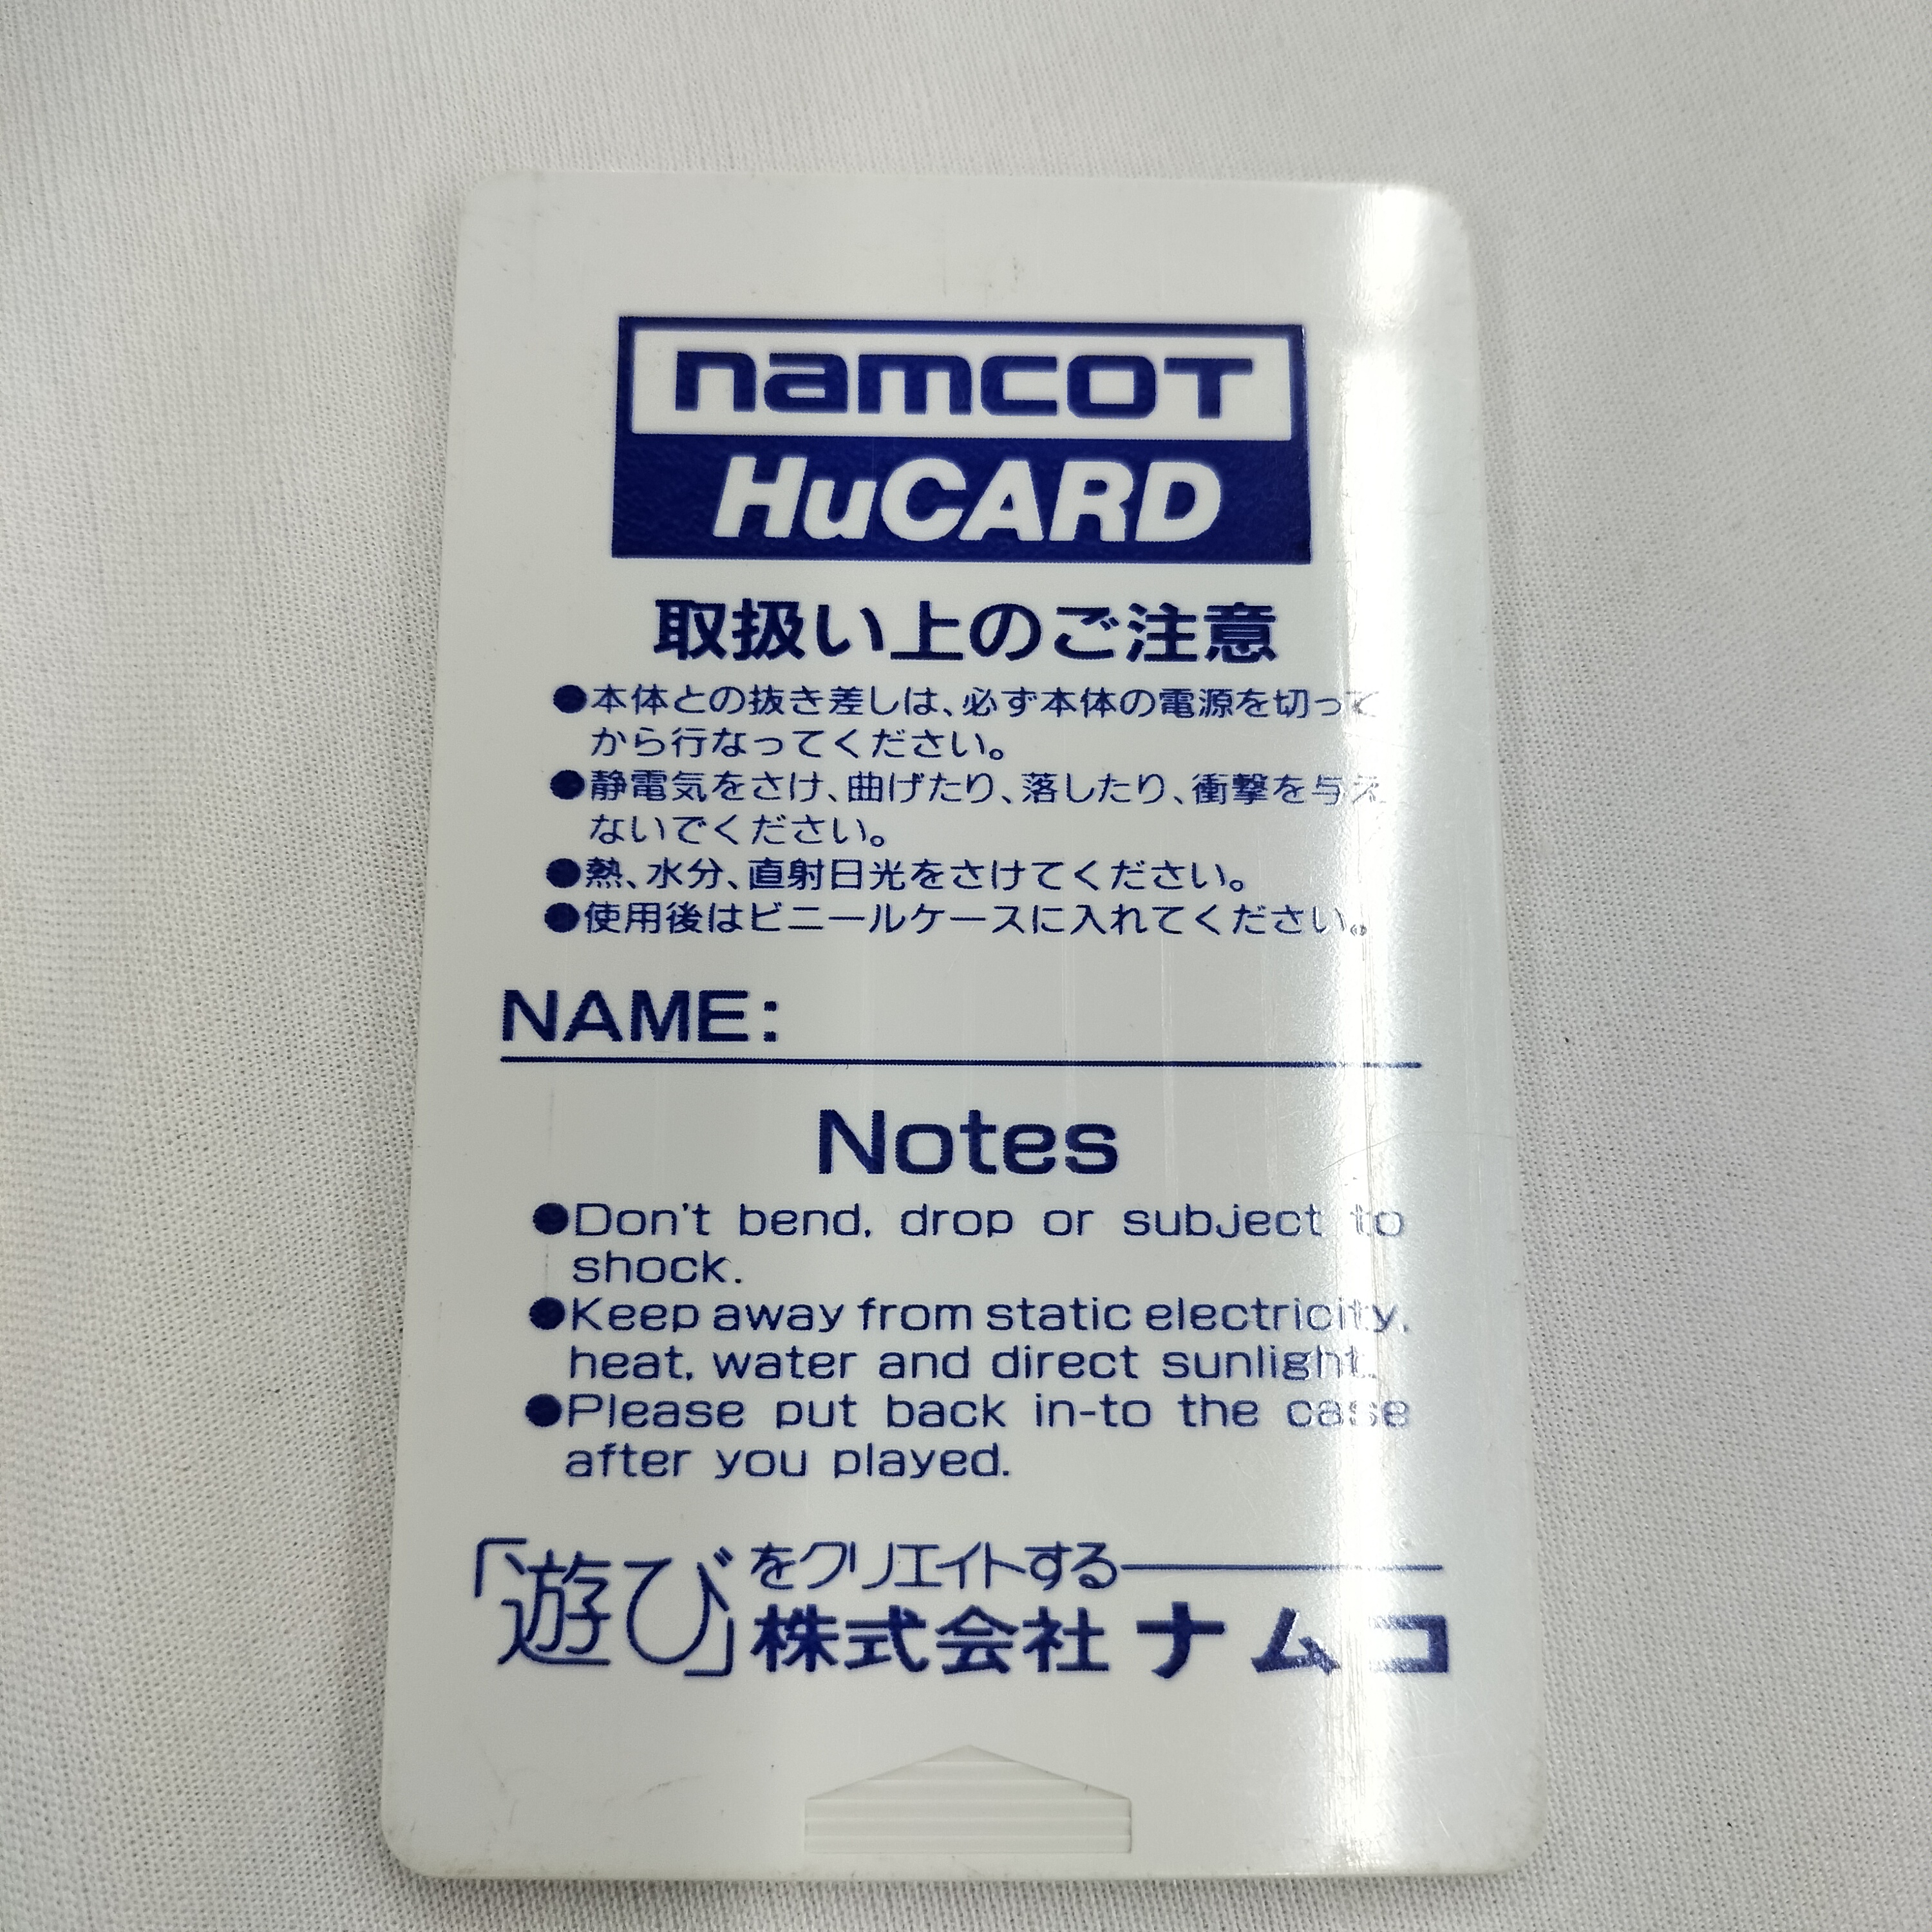 namcoT
HuCARD
取扱い上のご注意
●本体との抜き差しは、必ず本体の電源を切って
から行なってください。
●静電気をさけ、曲げたり、落したり、衝撃を与え
ないでください。
●熱、水分、直射日光をさけてください。
●使用後はビニールケースに入れてください。
NAME:
Notes
●Don't bend, drop or subject to
shock.
●Keep away from static electricity,
heat, water and direct sunlight.
●Please put back in-to the case
after you played.
「遊び」をクリエイトする——
株式会社ナムコ